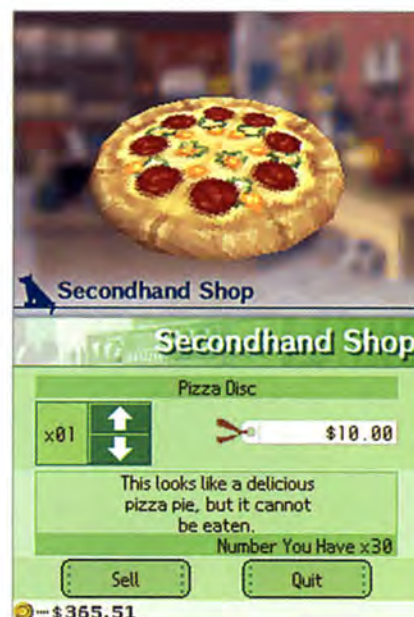 Secondhand Shop
Secondhand Shop
Pizza Disc
x01
$10.00
This looks like a delicious
pizza pie, but it cannot
be eaten.
Number You Have x30
Sell
Quit
$365.51